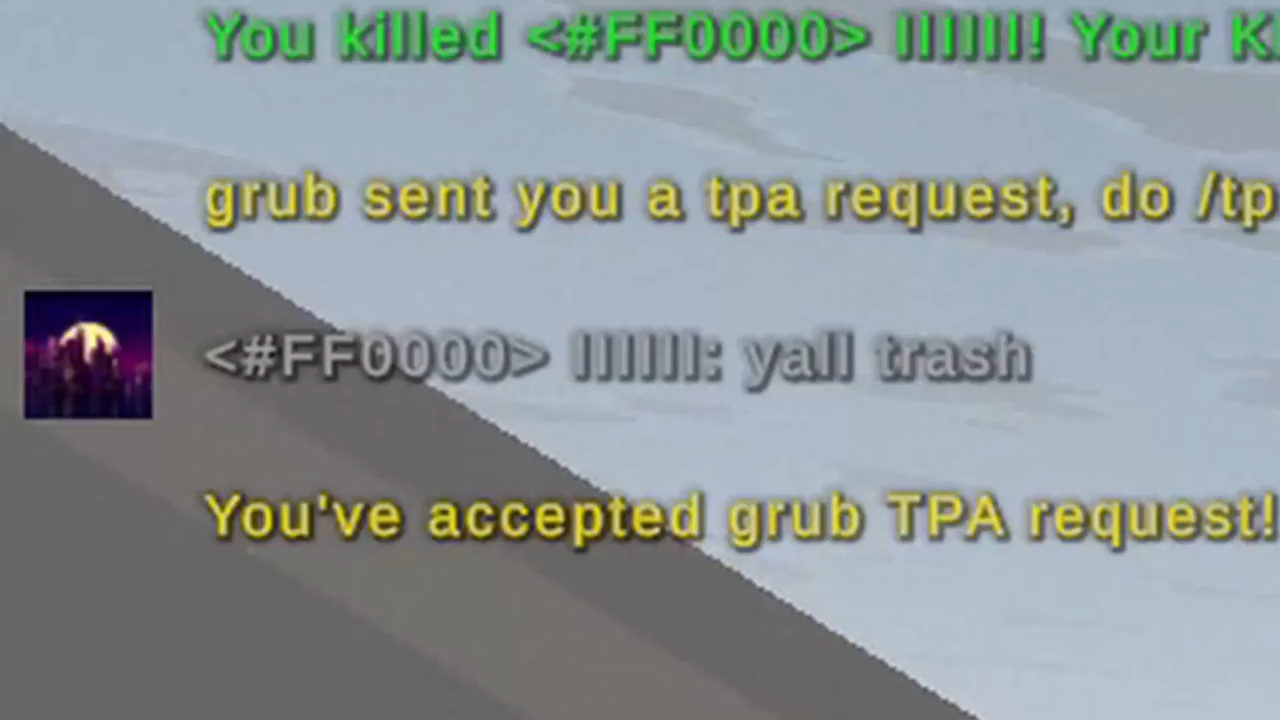 You killed <#FF0000> IIIIII! Your
grub sent you a tpa request, do /tp
<#FF0000> IIIIII: yall trash
You've accepted grub TPA request!